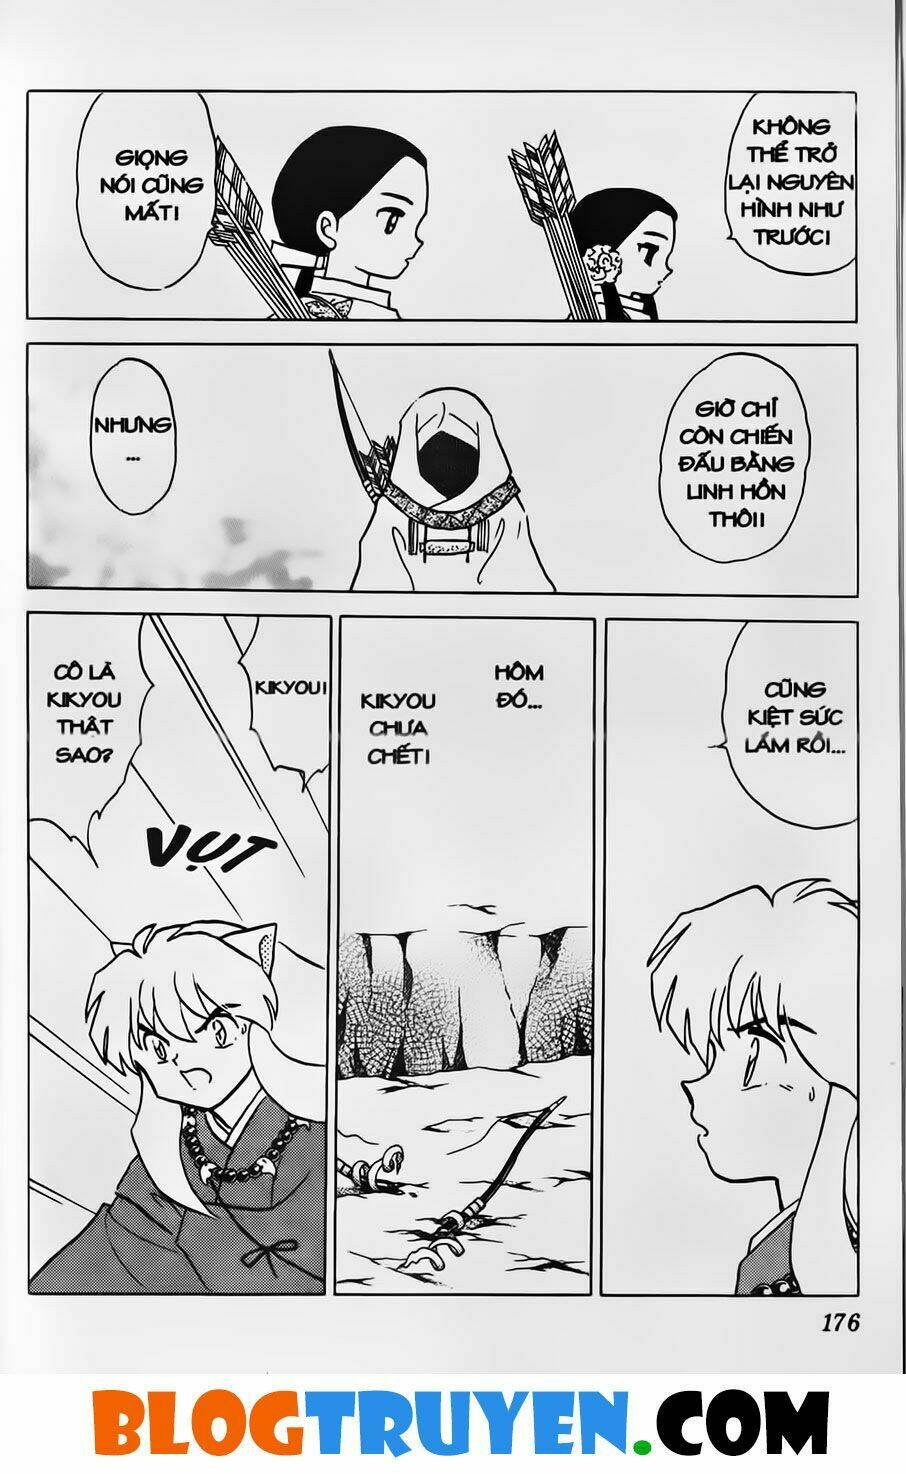 KHÔNG
THỂ TRỞ
LẠI NGUYÊN
HÌNH NHƯ
TRƯỚC!
GIỌNG
NÓI CŨNG
MẤT!
GIỜ CHỈ
CÒN CHIẾN
ĐẤU BẰNG
LINH HỒN
THÔI!
NHƯNG
...
CŨNG
KIỆT SỨC
LẮM RỒI...
HÔM
ĐÓ...
KIKYOU
CHƯA
CHẾT!
KIKYOU!
CÔ LÀ
KIKYOU
THẬT
SAO?
VỤT
176
BLOGTRUYEN.COM